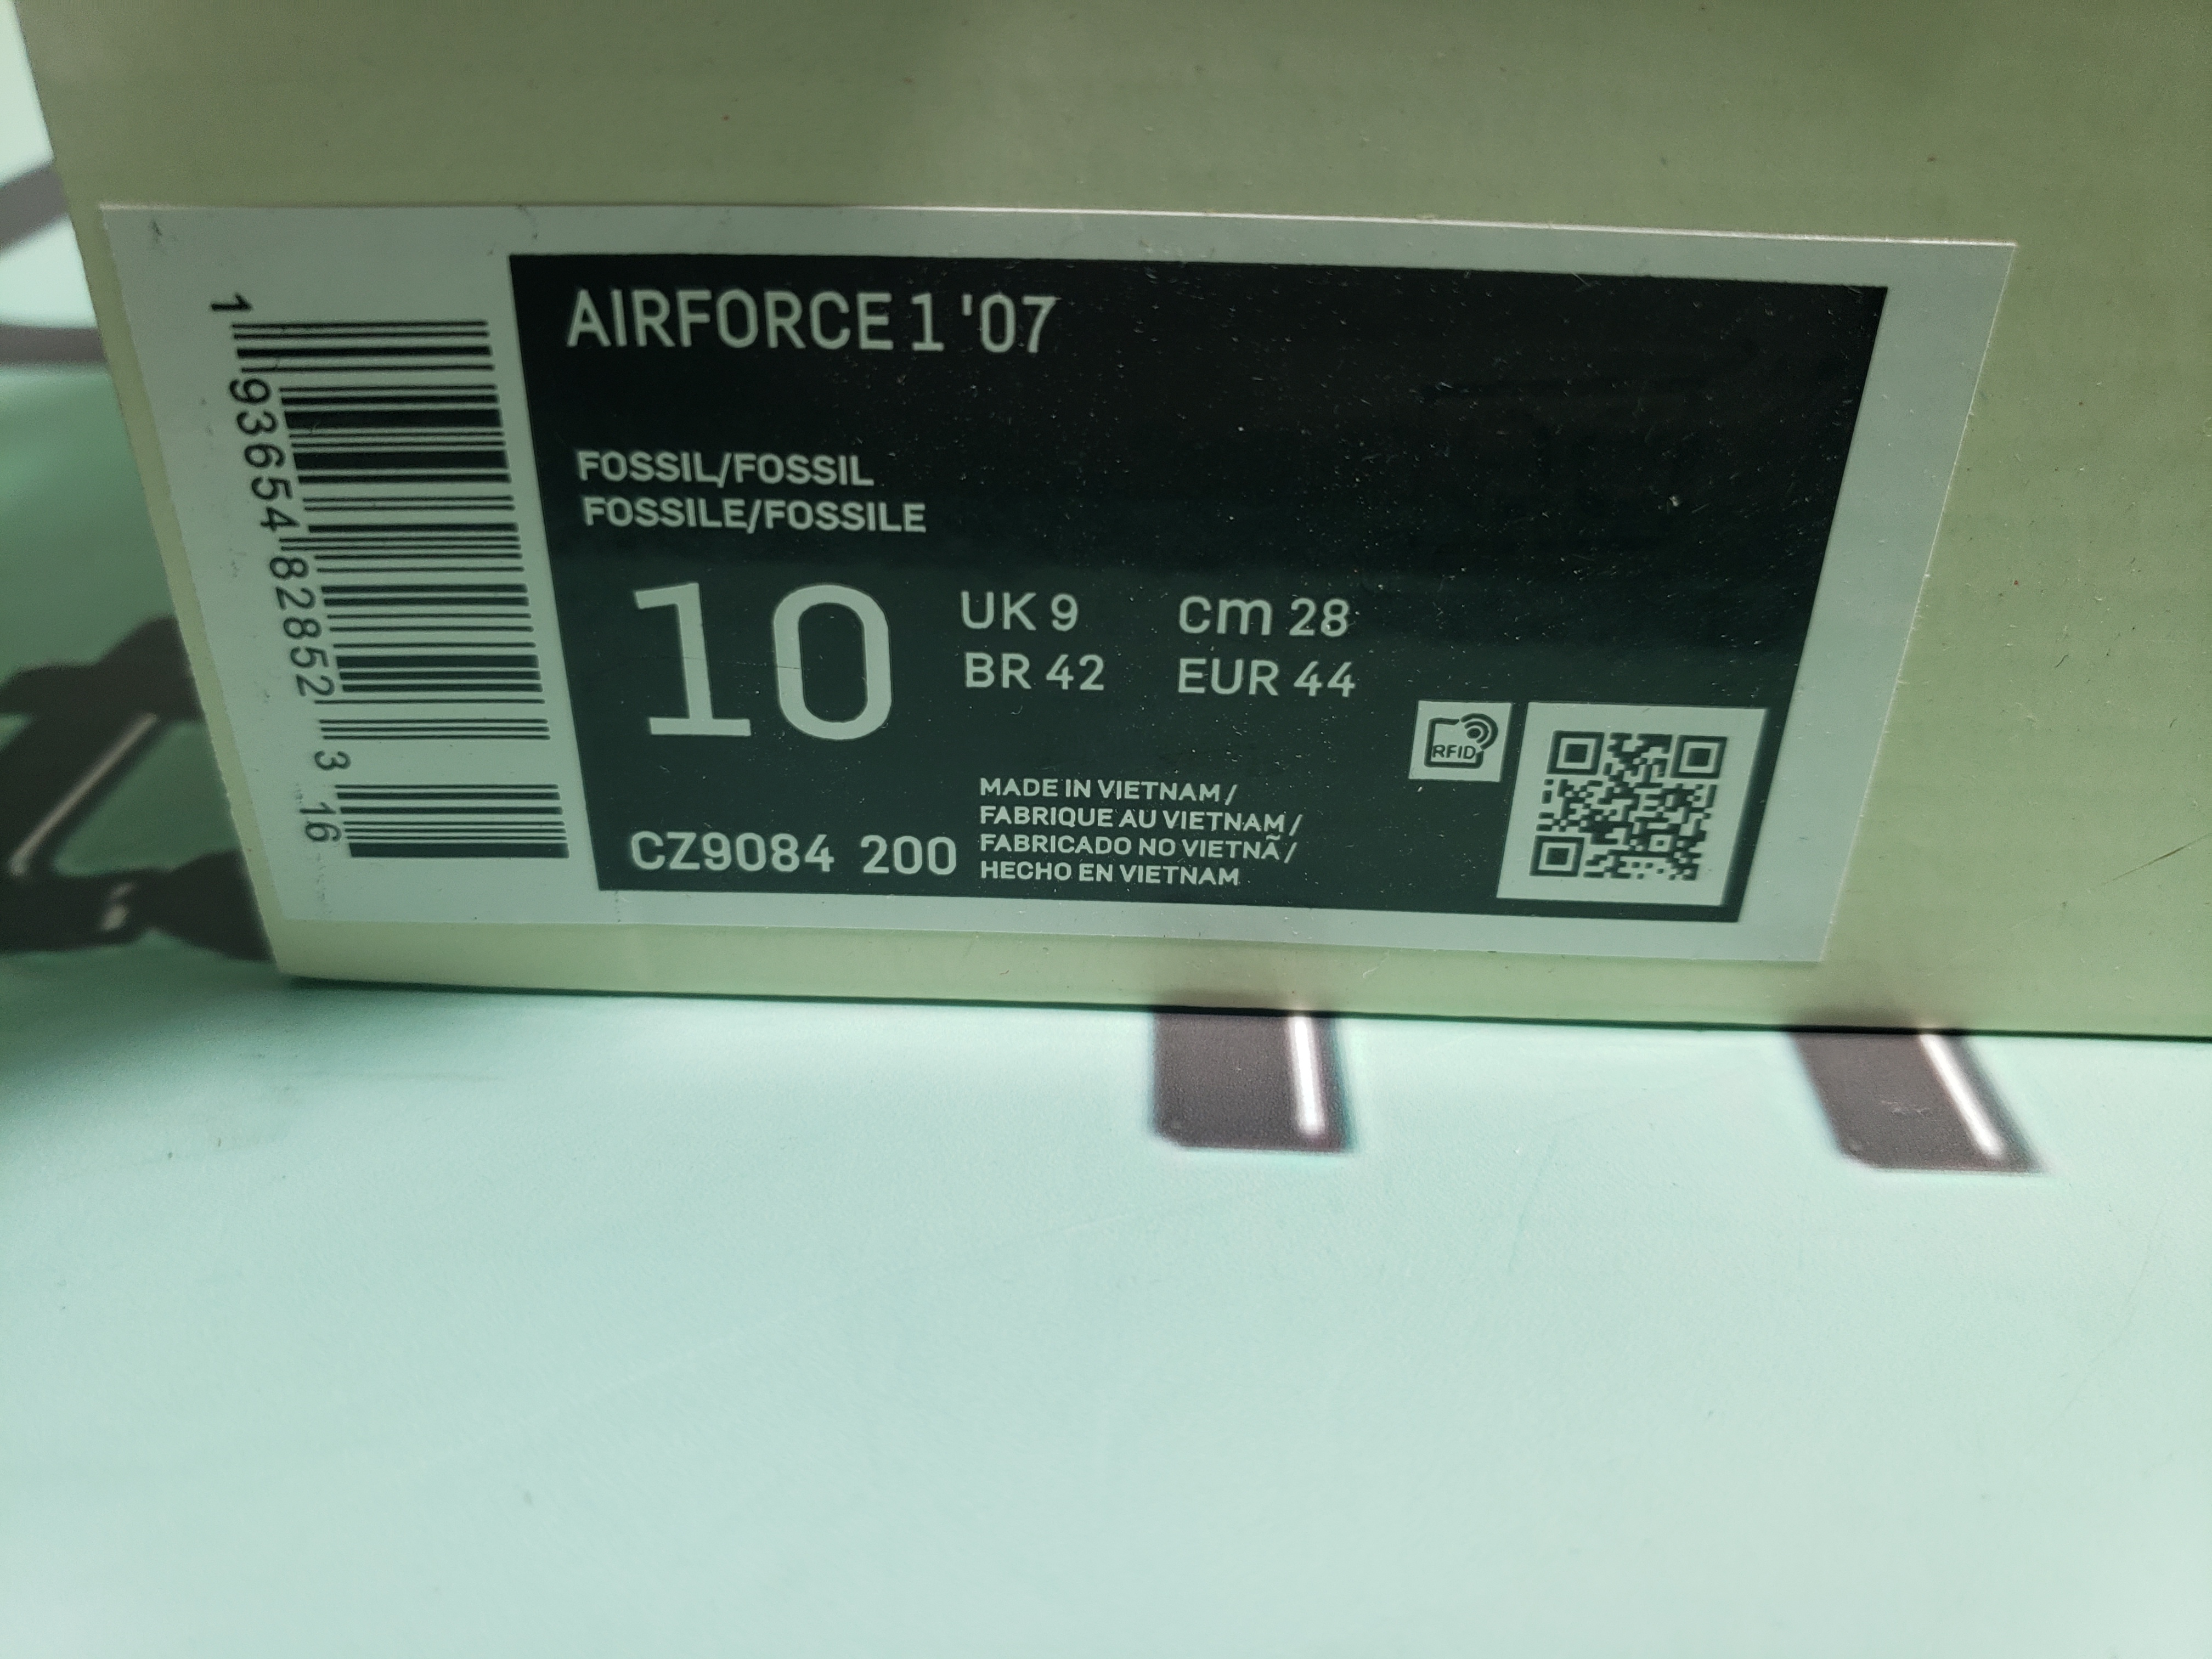 AIRFORCE 1 '07
FOSSIL/FOSSIL
FOSSILE/FOSSILE
10
UK 9 cm 28
BR 42 EUR 44
CZ9084 200
MADE IN VIETNAM /
FABRIQUE AU VIETNAM /
FABRICADO NO VIETNÃ /
HECHO EN VIETNAM
RFID
1 93654 82852 3 16